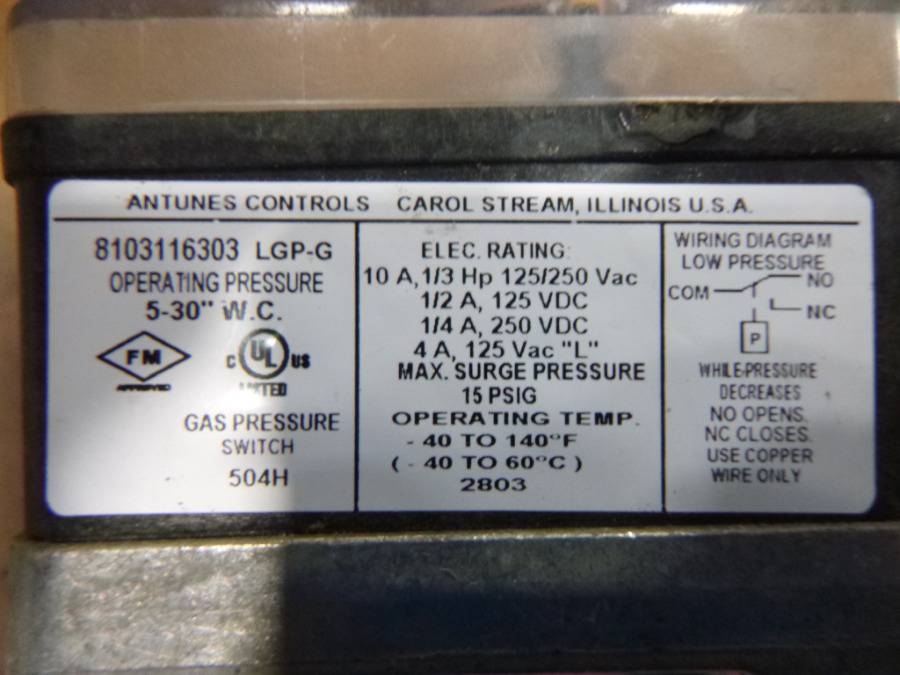 ANTUNES CONTROLS CAROL STREAM, ILLINOIS U.S.A.
8103116303 LGP-G
OPERATING PRESSURE
5-30" W.C.
FM
APPROVED
C UL US
LISTED
GAS PRESSURE
SWITCH
504H
ELEC. RATING:
10 A, 1/3 Hp 125/250 Vac
1/2 A, 125 VDC
1/4 A, 250 VDC
4 A, 125 Vac "L"
MAX. SURGE PRESSURE
15 PSIG
OPERATING TEMP.
- 40 TO 140°F
( - 40 TO 60°C )
2803
WIRING DIAGRAM
LOW PRESSURE
COM NO
NC
P
WHILE-PRESSURE
DECREASES
NO OPENS.
NC CLOSES.
USE COPPER
WIRE ONLY